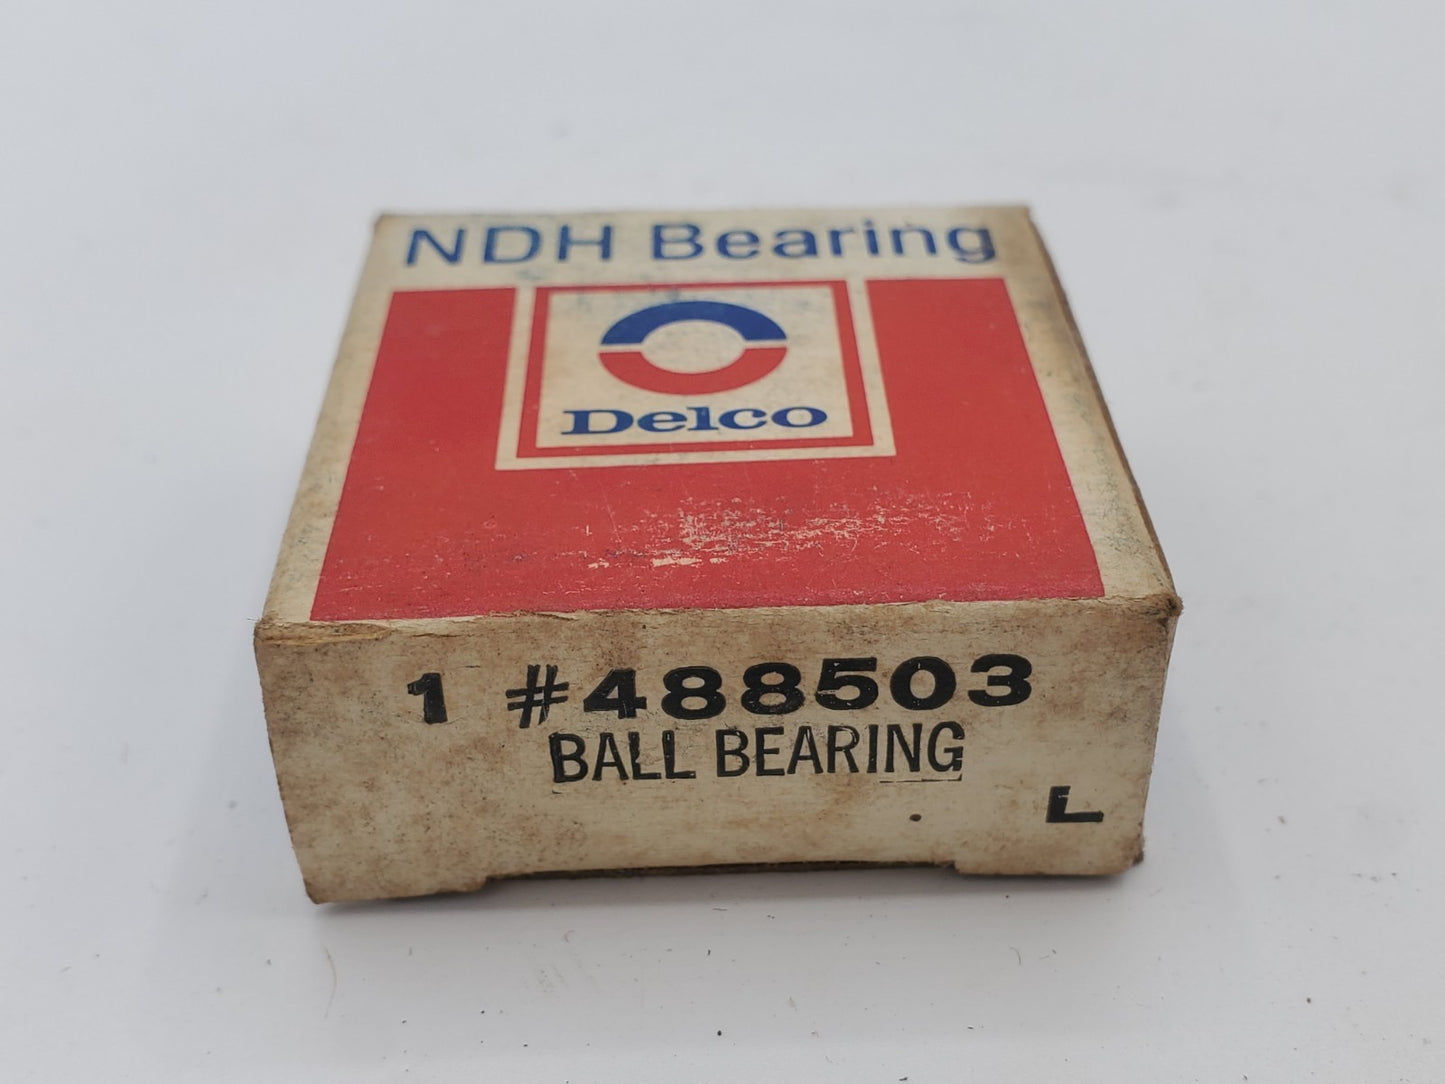 NDH Bearing
Delco
1 #488503
BALL BEARING
L